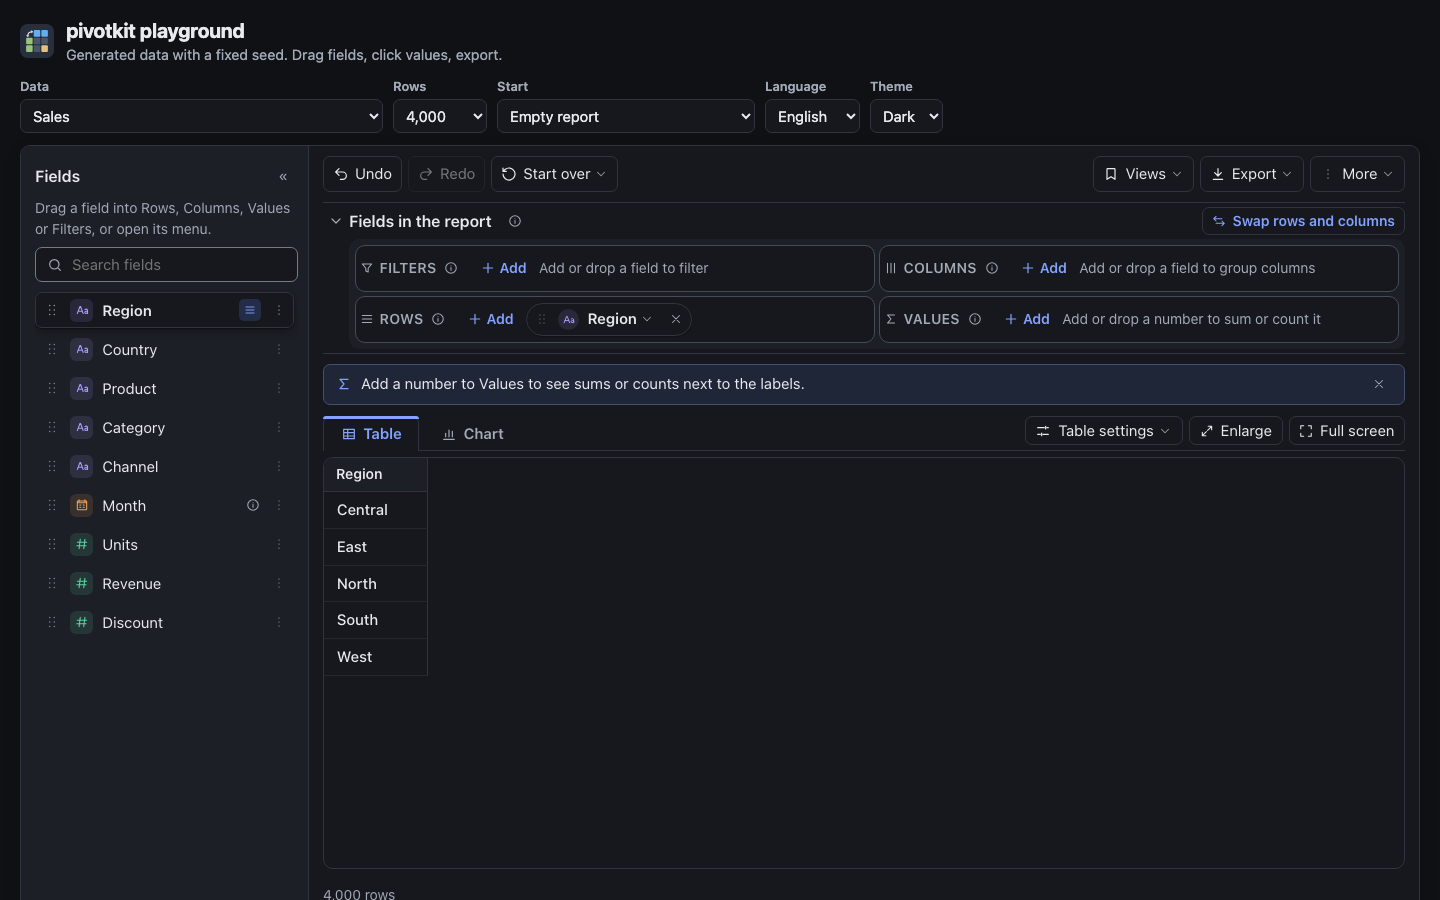 pivotkit playground
Generated data with a fixed seed. Drag fields, click values, export.
Data
Rows
Start
Language
Theme
Sales
4,000
Empty report
English
Dark
Fields
«
Drag a field into Rows, Columns, Values
or Filters, or open its menu.
Search fields
Aa Region
Aa Country
Aa Product
Aa Category
Aa Channel
Month
# Units
# Revenue
# Discount
Undo
Redo
Start over
Views
Export
More
Fields in the report
Swap rows and columns
FILTERS + Add Add or drop a field to filter
COLUMNS + Add Add or drop a field to group columns
ROWS + Add Aa Region ×
Σ VALUES + Add Add or drop a number to sum or count it
Σ Add a number to Values to see sums or counts next to the labels. ×
Table
Chart
Table settings
Enlarge
Full screen
Region
Central
East
North
South
West
4,000 rows